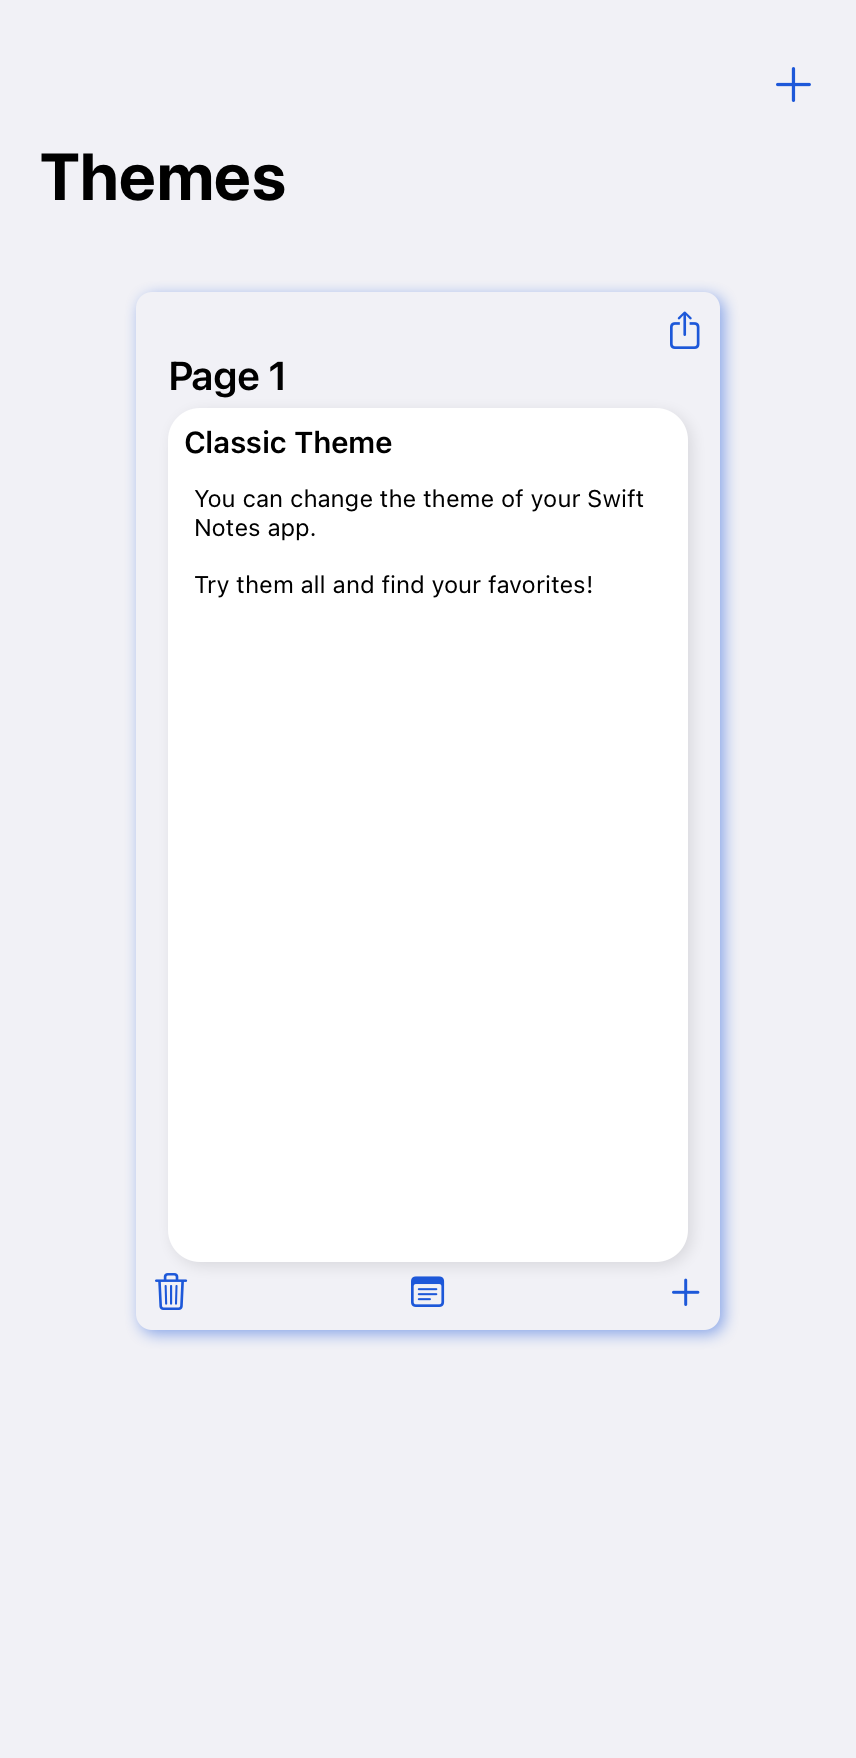 Themes
Page 1
Classic Theme
You can change the theme of your Swift
Notes app.
Try them all and find your favorites!